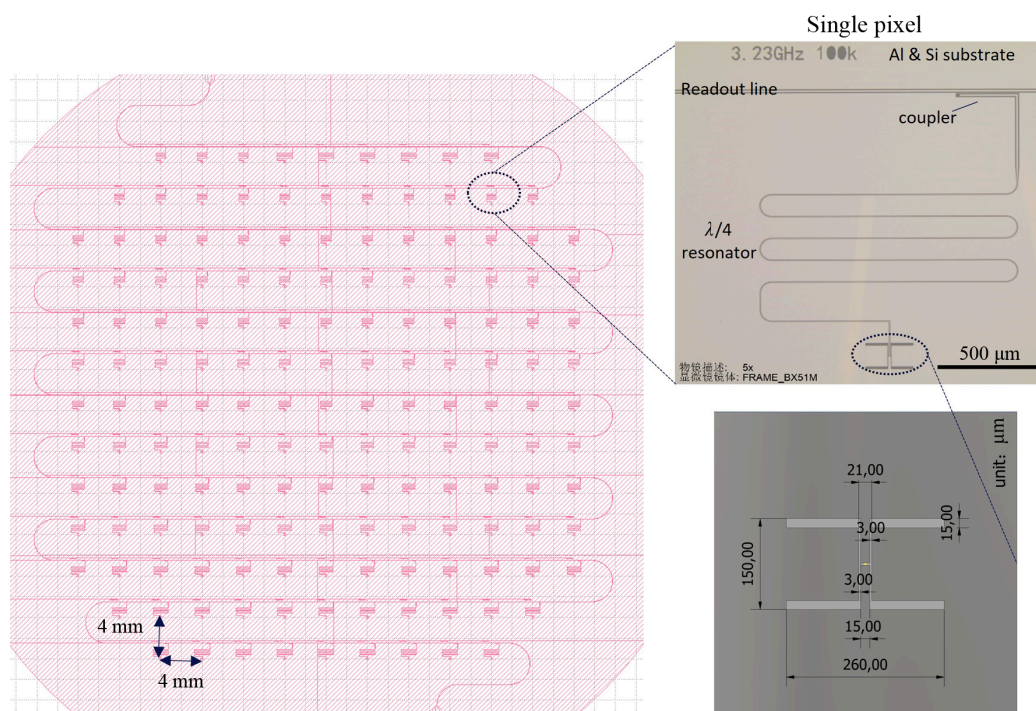 Single pixel
3.23GHz 100k
Al & Si substrate
Readout line
coupler
λ/4
resonator
500 μm
物镜描述: 5x
显微镜镜体: FRAME_BX51M
4 mm
4 mm
unit: μm
21,00
15,00
3,00
150,00
3,00
15,00
260,00